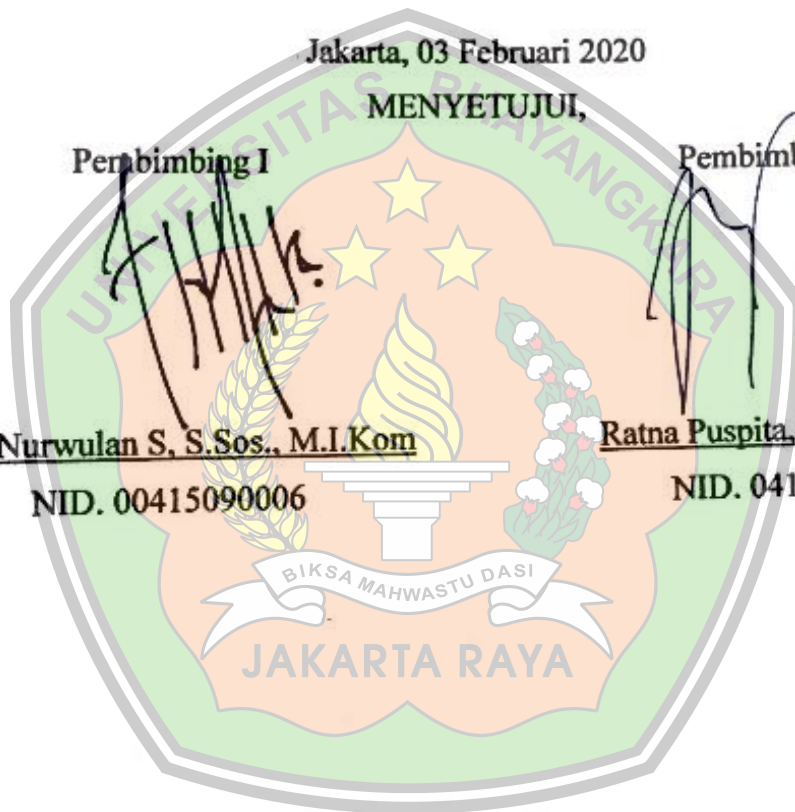 Jakarta, 03 Februari 2020
MENYETUJUI,
Pembimbing I
Nurwulan S, S.Sos., M.I.Kom
NID. 00415090006
Ratna Puspita,
NID. 041
UNIVERSITAS BHAYANGKARA
BIKSA MAHWASTU DASI
JAKARTA RAYA